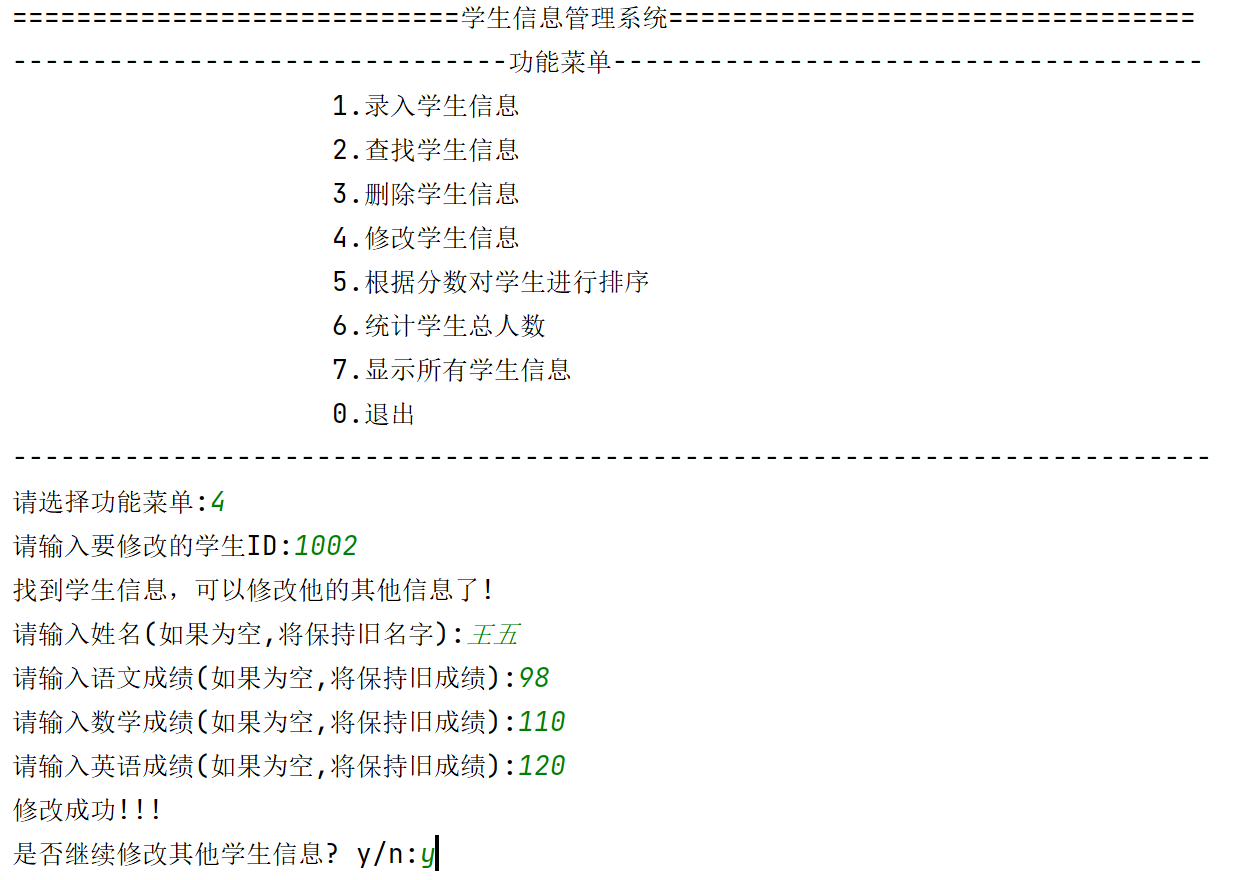 ============================学生信息管理系统=================================
-------------------------------功能菜单-------------------------------------
1.录入学生信息
2.查找学生信息
3.删除学生信息
4.修改学生信息
5.根据分数对学生进行排序
6.统计学生总人数
7.显示所有学生信息
0.退出
---------------------------------------------------------------------------
请选择功能菜单:4
请输入要修改的学生ID:1002
找到学生信息，可以修改他的其他信息了!
请输入姓名(如果为空,将保持旧名字):王五
请输入语文成绩(如果为空,将保持旧成绩):98
请输入数学成绩(如果为空,将保持旧成绩):110
请输入英语成绩(如果为空,将保持旧成绩):120
修改成功!!!
是否继续修改其他学生信息? y/n:y